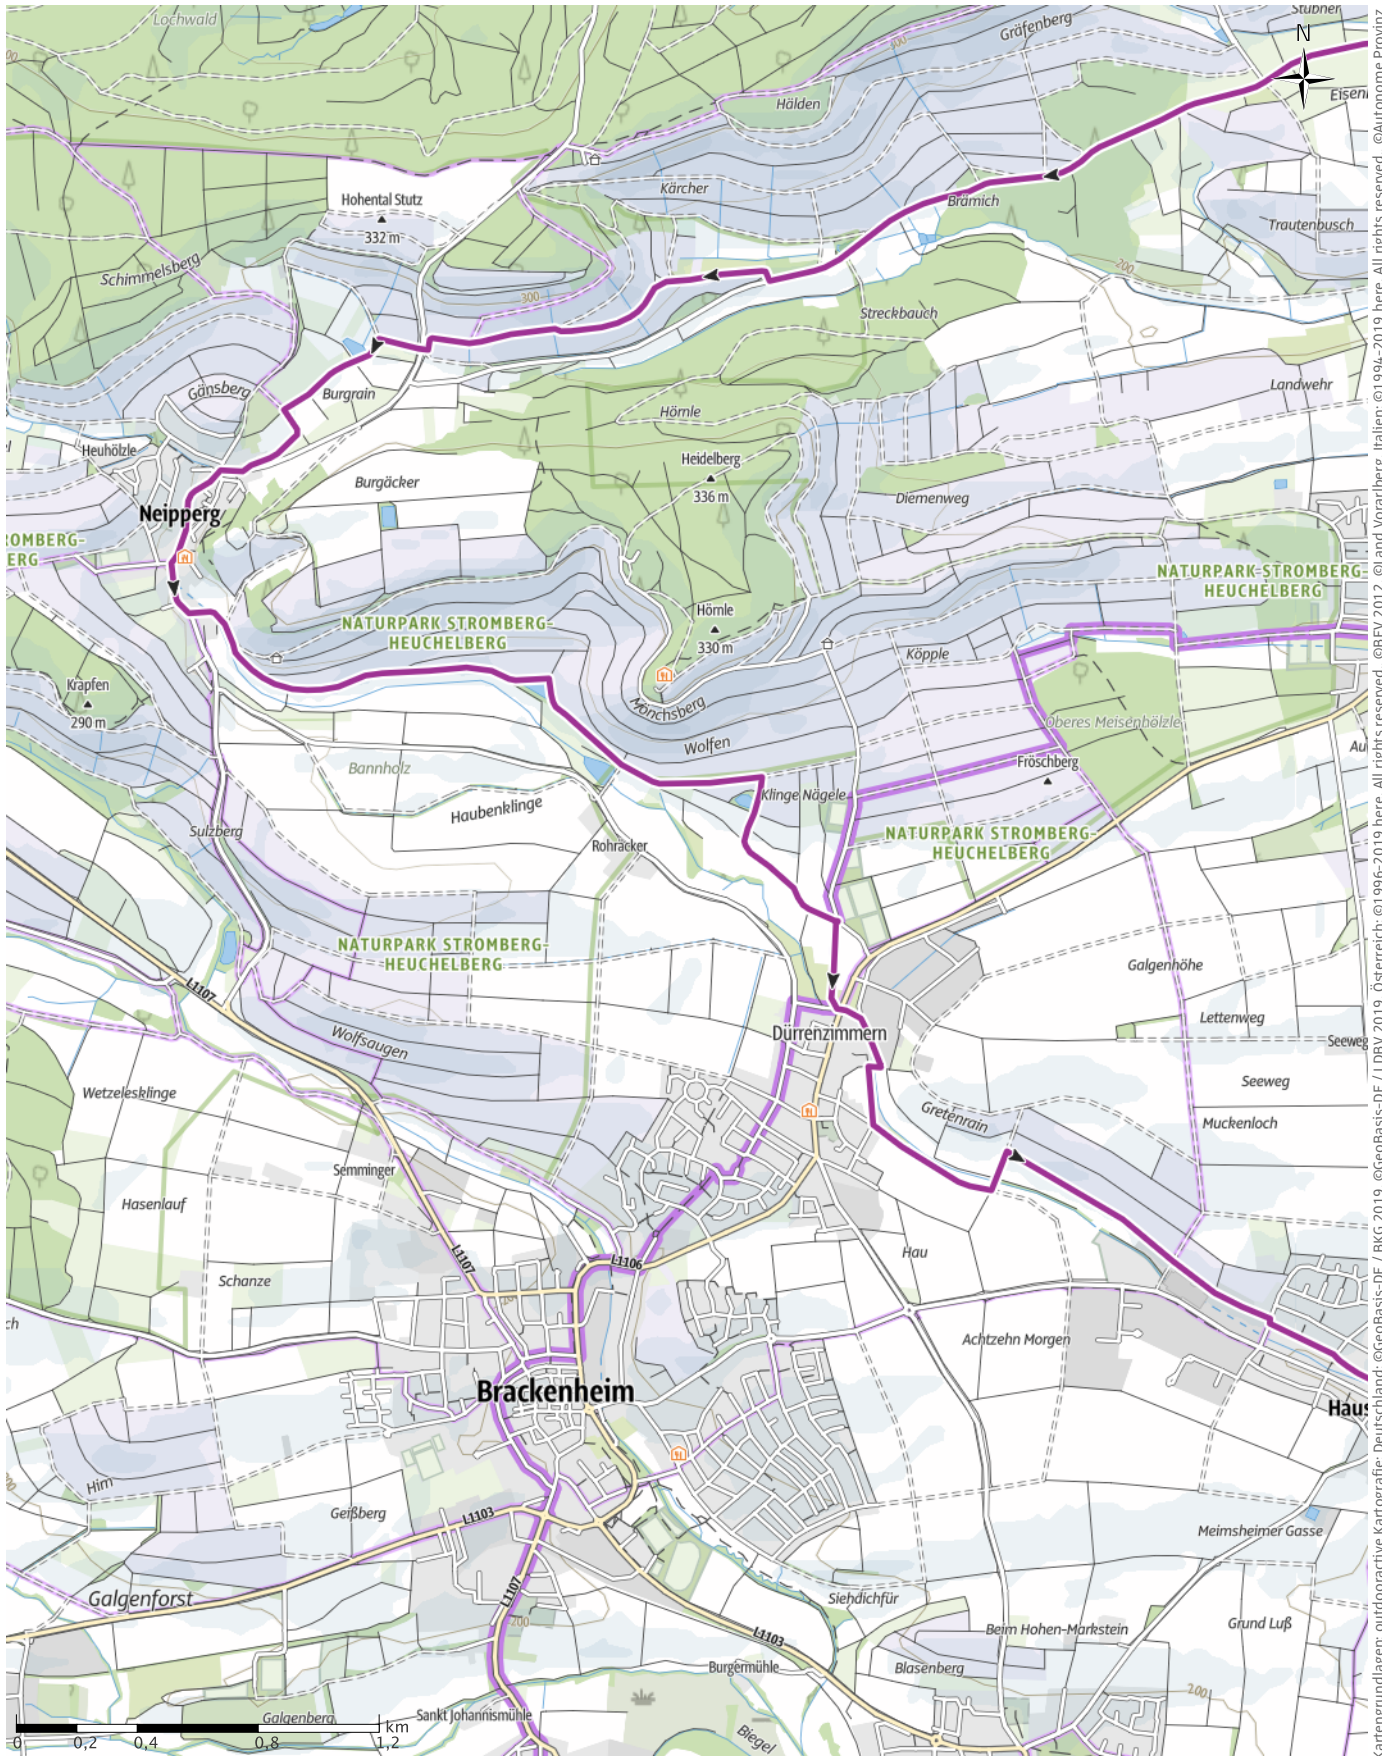 Lochwald
Gräfenberg
Stubner
N
Hälden
Kärcher
Hohental Stutz
332 m
Brämich
Trautenbusch
Schimmelsberg
300
200
Streckbauch
Gänsberg
Burgrain
Landwehr
Hörnle
Heuhölzle
Heidelberg
336 m
Burgäcker
Diemenweg
Neipperg
ROMBERG-
ERG
NATURPARK STROMBERG-
HEUCHELBERG
NATURPARK STROMBERG-
HEUCHELBERG
Hörnle
330 m
Köpple
Krapfen
290 m
Mönchsberg
Oberes Meisenhölzle
Wolfen
Bannholz
Fröschberg
Klinge Nägele
Haubenklinge
Sulzberg
NATURPARK STROMBERG-
HEUCHELBERG
Rohräcker
NATURPARK STROMBERG-
HEUCHELBERG
Galgenhöhe
L1107
Lettenweg
Dürrenzimmern
Seeweg
Wolfsaugen
Seeweg
Wetzelesklinge
Gretenrain
Muckenloch
Semminger
Hasenlauf
L1107
L1106
Hau
Schanze
Achtzehn Morgen
Brackenheim
Haus
Hirn
Geißberg
L1103
Meimsheimer Gasse
Galgenforst
L1107
Siehdichfür
200
Grund Luß
L1103
Beim Hohen-Markstein
Burgermühle
Blasenberg
Galgenberg
Sankt Johannismühle
Biegel
200
km
0 0,2 0,4 0,8 1,2